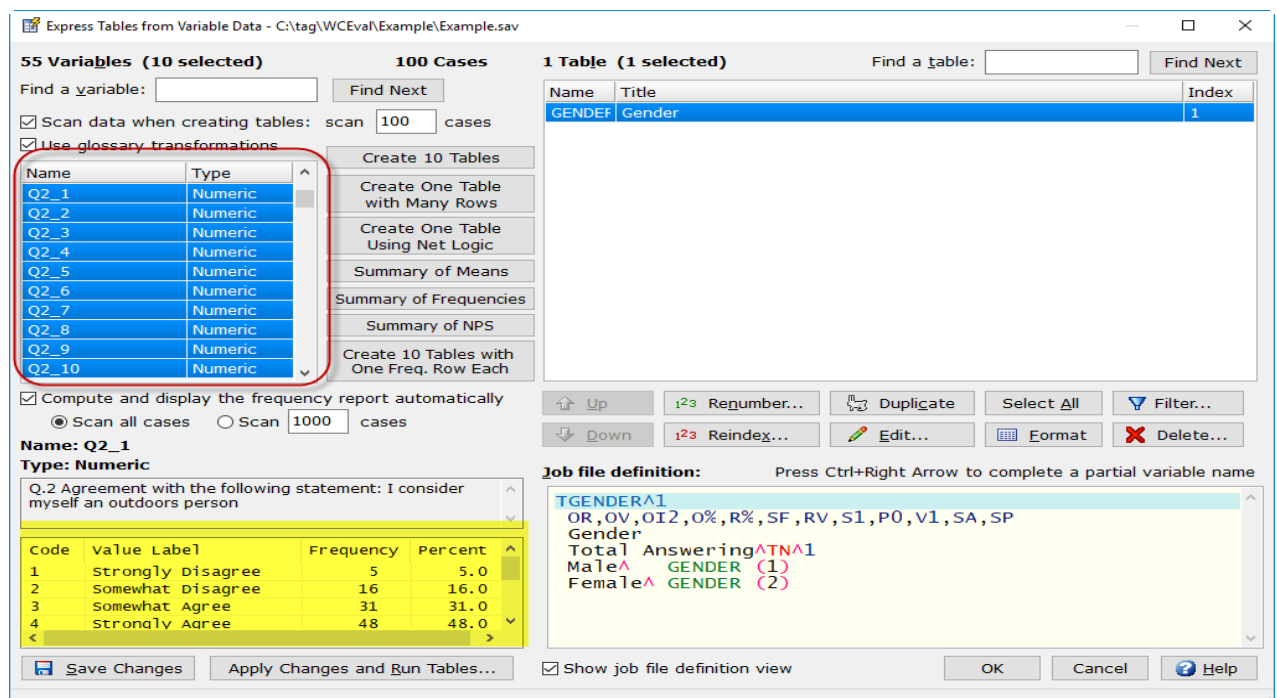 Express Tables from Variable Data - C:\tag\WCEval\Example\Example.sav
55 Variables (10 selected) 100 Cases
Find a variable: Find Next
Scan data when creating tables: scan 100 cases
Use glossary transformations
Name Type
Q2_1 Numeric
Q2_2 Numeric
Q2_3 Numeric
Q2_4 Numeric
Q2_5 Numeric
Q2_6 Numeric
Q2_7 Numeric
Q2_8 Numeric
Q2_9 Numeric
Q2_10 Numeric
Create 10 Tables
Create One Table
with Many Rows
Create One Table
Using Net Logic
Summary of Means
Summary of Frequencies
Summary of NPS
Create 10 Tables with
One Freq. Row Each
Compute and display the frequency report automatically
Scan all cases Scan 1000 cases
Name: Q2_1
Type: Numeric
Q.2 Agreement with the following statement: I consider
myself an outdoors person
Code Value Label Frequency Percent
1 Strongly Disagree 5 5.0
2 Somewhat Disagree 16 16.0
3 Somewhat Agree 31 31.0
4 Strongly Agree 48 48.0
Save Changes Apply Changes and Run Tables...
1 Table (1 selected) Find a table: Find Next
Name Title Index
GENDER Gender 1
Up 123 Renumber... Duplicate Select All Filter...
Down 123 Reindex... Edit... Format Delete...
Job file definition: Press Ctrl+Right Arrow to complete a partial variable name
TGENDER^1
OR,OV,OI2,O%,R%,SF,RV,S1,P0,V1,SA,SP
Gender
Total Answering^TN^1
Male^ GENDER (1)
Female^ GENDER (2)
Show job file definition view OK Cancel Help